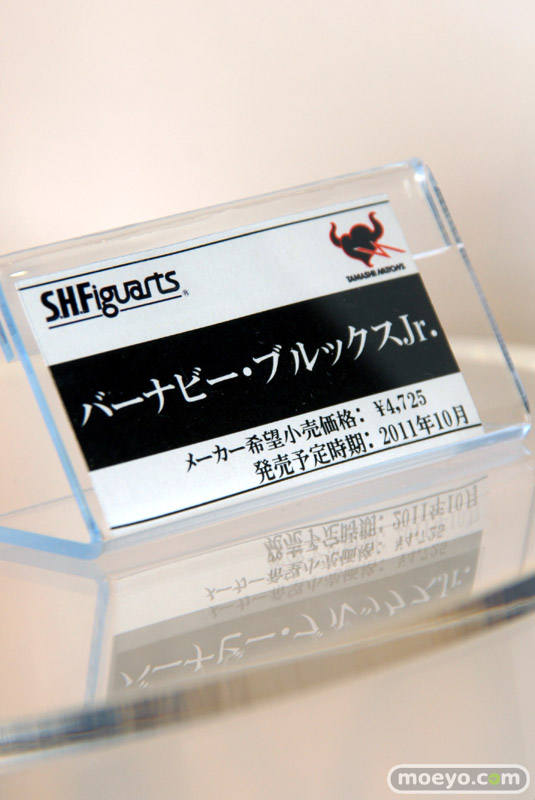 S.H.Figuarts®
TAMASHII NATIONS
バーナビー・ブルックスJr.
メーカー希望小売価格：¥4,725
発売予定時期：2011年10月
moeyo.com